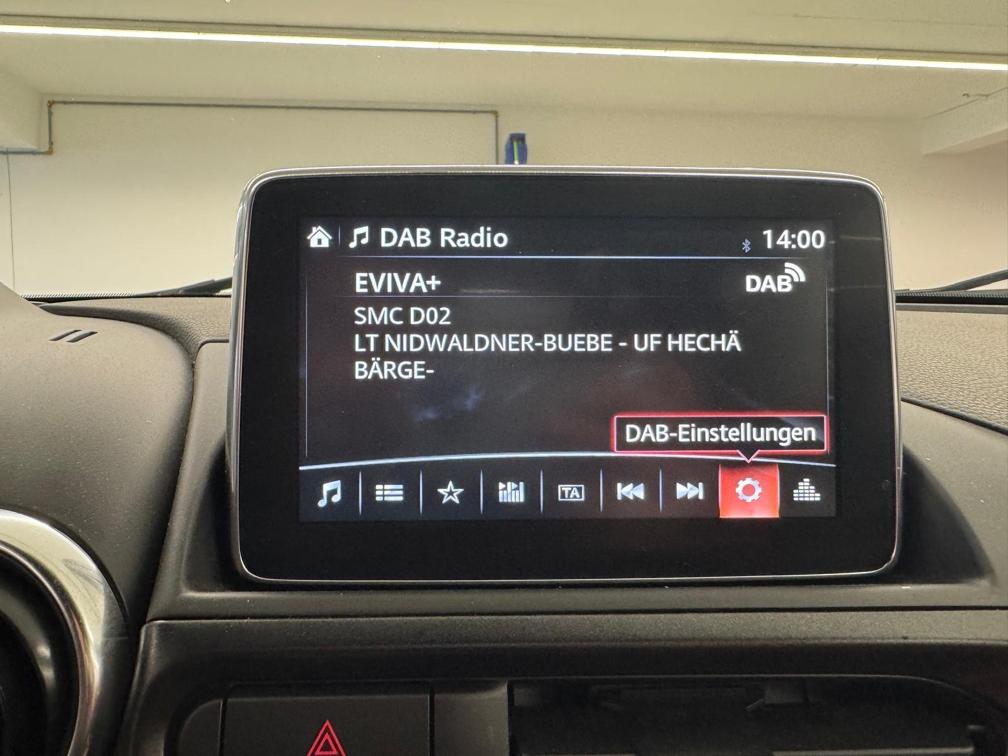 DAB Radio
14:00
EVIVA+
DAB
SMC D02
LT NIDWALDNER-BUEBE - UF HECHÄ
BÄRGE-
DAB-Einstellungen
TA